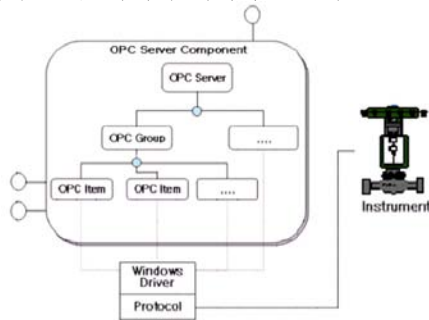 OPC Server Component
OPC Server
OPC Group
....
OPC Item
OPC Item
....
Instrument
Windows
Driver
Protocol